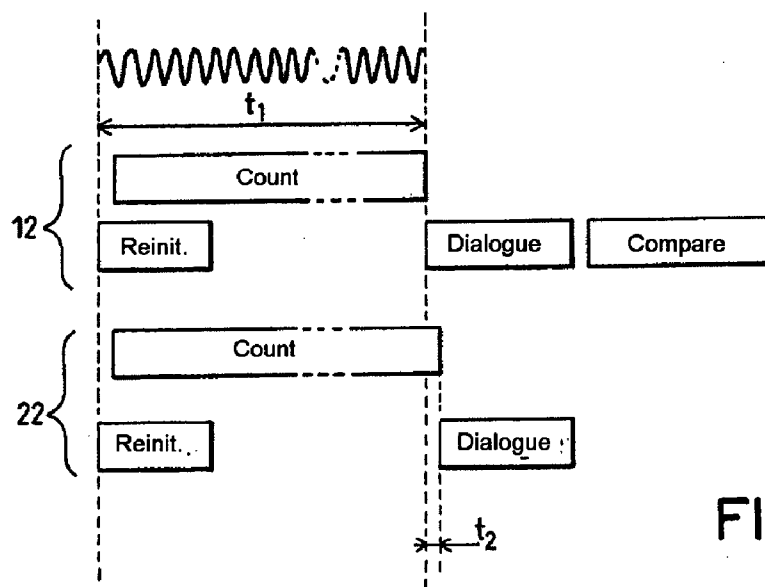 t1
Count
12
Reinit.
Dialogue
Compare
Count
22
Reinit.
Dialogue
t2
FI